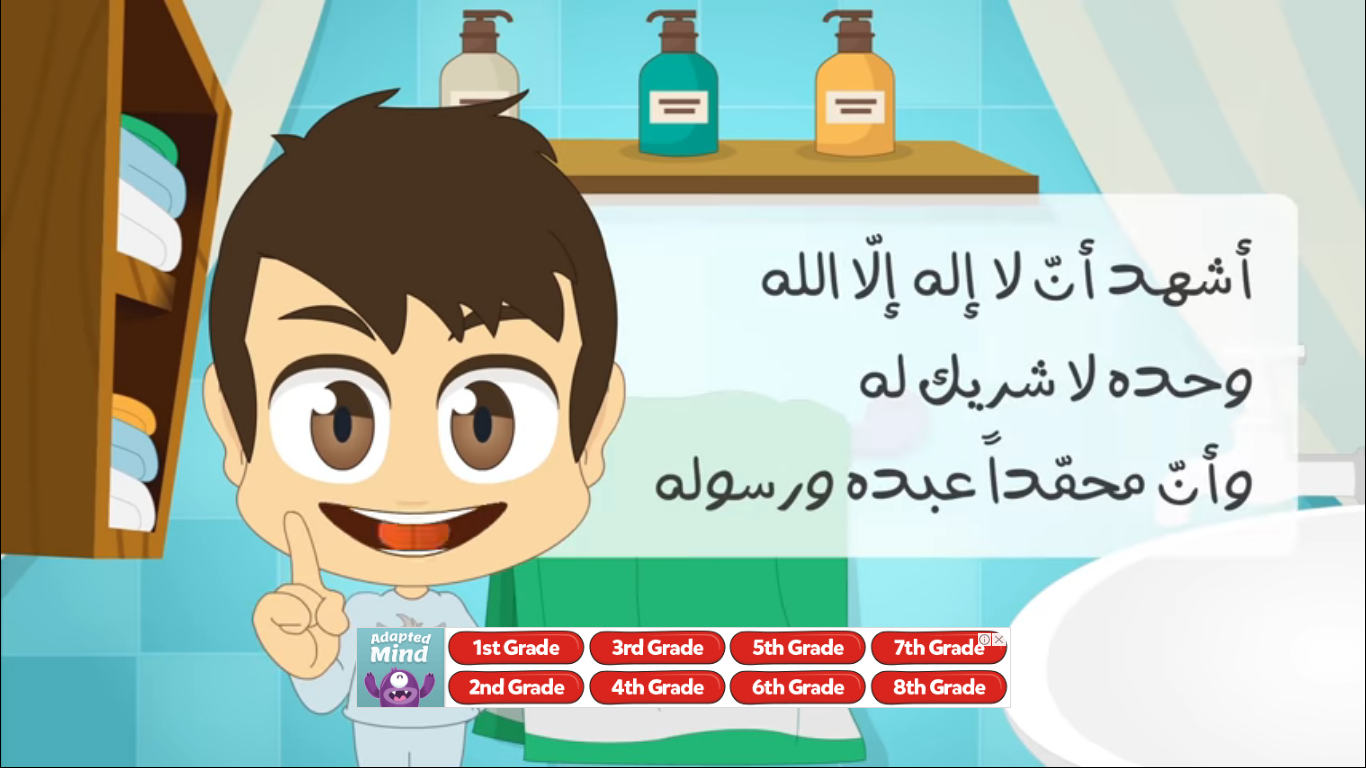 أشهد أنّ لا إله إلّا الله
وحده لا شريك له
وأنّ محمّداً عبده ورسوله
Adapted
Mind
1st Grade
3rd Grade
5th Grade
7th Grade
2nd Grade
4th Grade
6th Grade
8th Grade